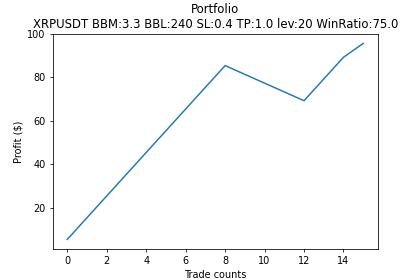 Portfolio
XRPUSDT BBM:3.3 BBL:240 SL:0.4 TP:1.0 lev:20 WinRatio:75.0
100
80
60
40
20
Profit ($)
0 2 4 6 8 10 12 14
Trade counts